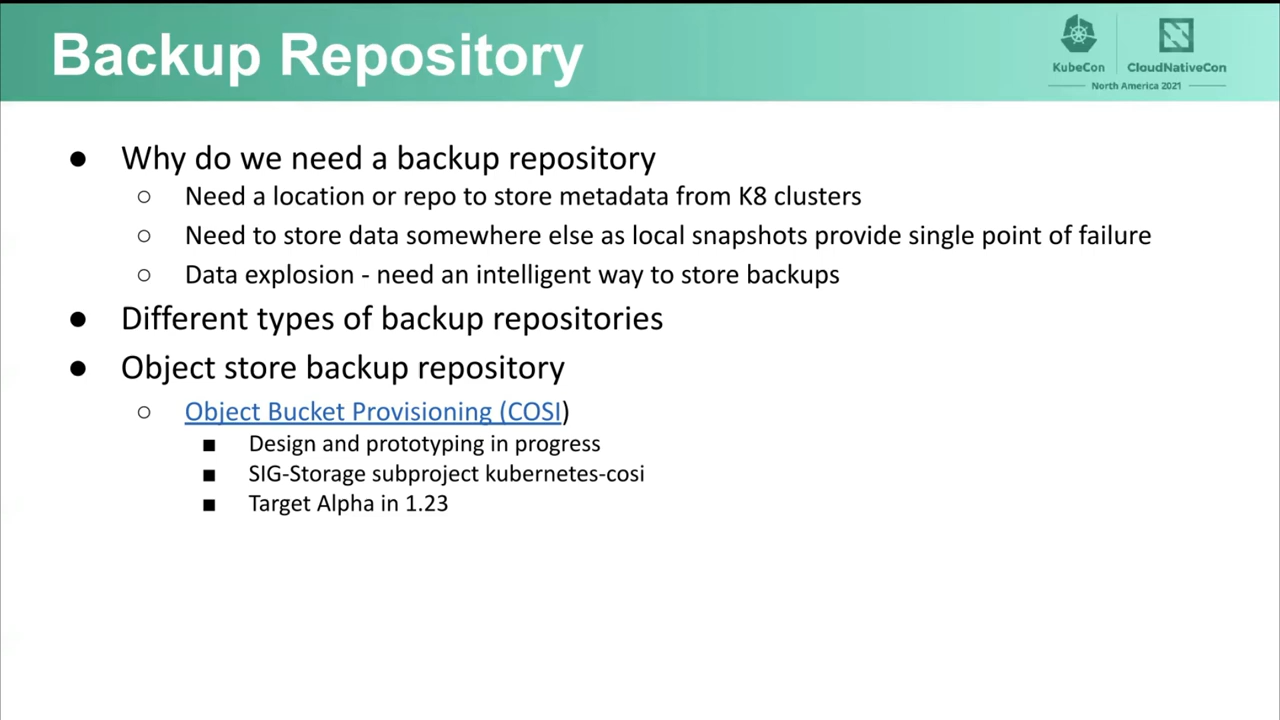 Backup Repository
KubeCon
CloudNativeCon
North America 2021
● Why do we need a backup repository
○ Need a location or repo to store metadata from K8 clusters
○ Need to store data somewhere else as local snapshots provide single point of failure
○ Data explosion - need an intelligent way to store backups
● Different types of backup repositories
● Object store backup repository
○ Object Bucket Provisioning (COSI)
■ Design and prototyping in progress
■ SIG-Storage subproject kubernetes-cosi
■ Target Alpha in 1.23